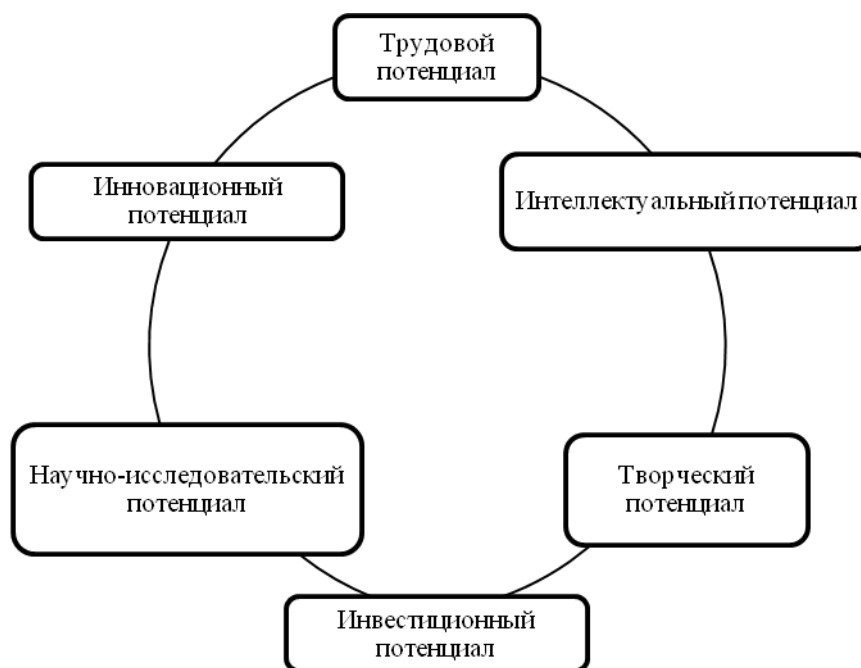 Трудовой
потенциал
Инновационный
потенциал
Интеллектуальный потенциал
Научно-исследовательский
потенциал
Творческий
потенциал
Инвестиционный
потенциал